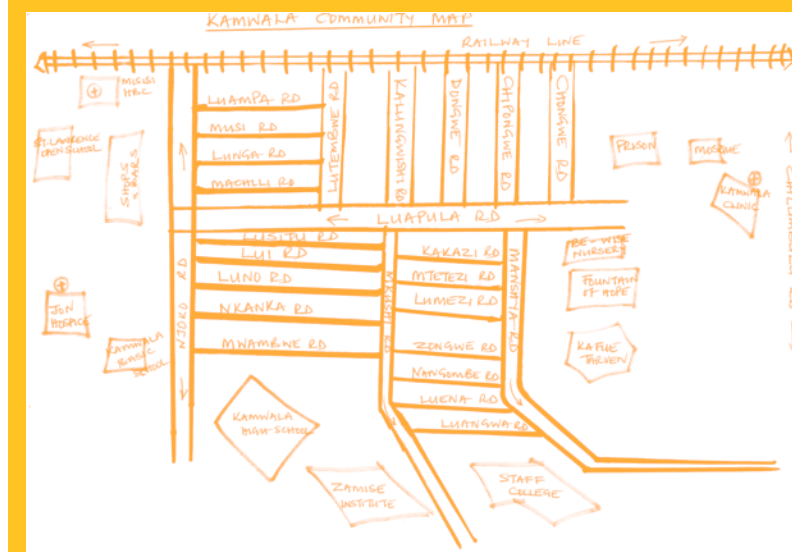 KAMWALA COMMUNITY MAP
RAILWAY LINE
MUSISI
ST. LAWRENCE
OPEN SCHOOL
SHOPS
& BARS
LUAMPA RD
MUSI RD
LUNGA RD
MACHILI RD
LUTEMBWE RD
KALUNGWISHI RD
DONGWE RD
CHIPONGWE RD
CHONGWE RD
PRISON
MOSQUE
KAMWALA
CLINIC
LUAPULA RD
NJOKO RD
LUSITU RD
LUI RD
LUNO RD
NKANKA RD
MWAMBWE RD
MKUSHI RD
KAKAZI RD
MTETEZI RD
LUMEZI RD
ZONGWE RD
NANGOMBE RD
LUENA RD
LUANGWA RD
MANSHYA RD
BE-WISE
NURSERY
FOUNTAIN
OF HOPE
KAFUE
TARVEN
JON
HOSPICE
KAMWALA
BASIC
SCHOOL
KAMWALA
HIGH-SCHOOL
ZAMISE
INSTITUTE
STAFF
COLLEGE